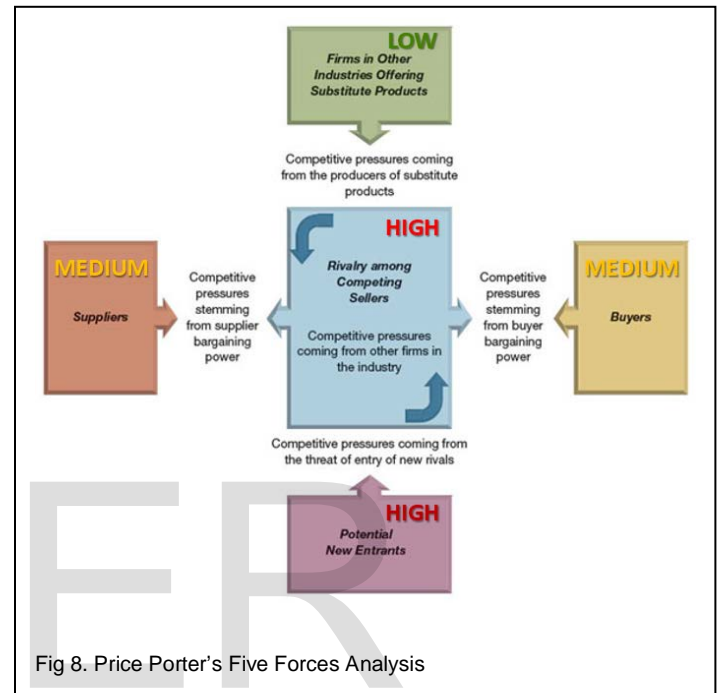 LOW
Firms in Other
Industries Offering
Substitute Products
Competitive pressures coming
from the producers of substitute
products
MEDIUM
Suppliers
Competitive
pressures
stemming
from supplier
bargaining
power
HIGH
Rivalry among
Competing
Sellers
Competitive pressures
coming from other firms in
the industry
Competitive
pressures
stemming
from buyer
bargaining
power
MEDIUM
Buyers
Competitive pressures coming from
the threat of entry of new rivals
HIGH
Potential
New Entrants
ER
Fig 8. Price Porter’s Five Forces Analysis